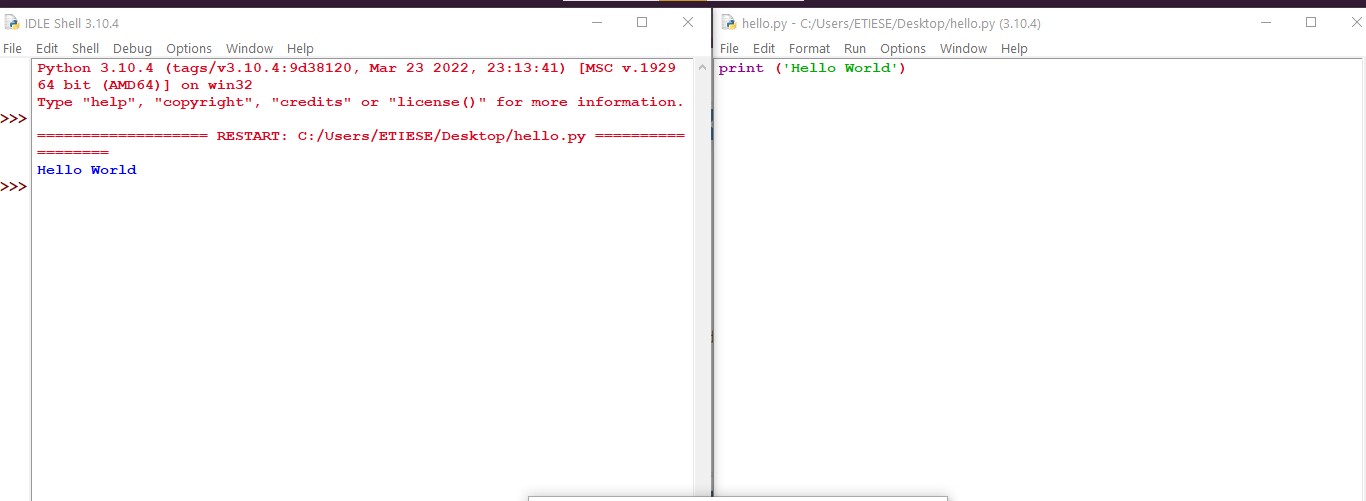 IDLE Shell 3.10.4
File Edit Shell Debug Options Window Help
Python 3.10.4 (tags/v3.10.4:9d38120, Mar 23 2022, 23:13:41) [MSC v.1929
64 bit (AMD64)] on win32
Type "help", "copyright", "credits" or "license()" for more information.
>>>
=================== RESTART: C:/Users/ETIESE/Desktop/hello.py ==========
========
Hello World
>>>
hello.py - C:/Users/ETIESE/Desktop/hello.py (3.10.4)
File Edit Format Run Options Window Help
print ('Hello World')